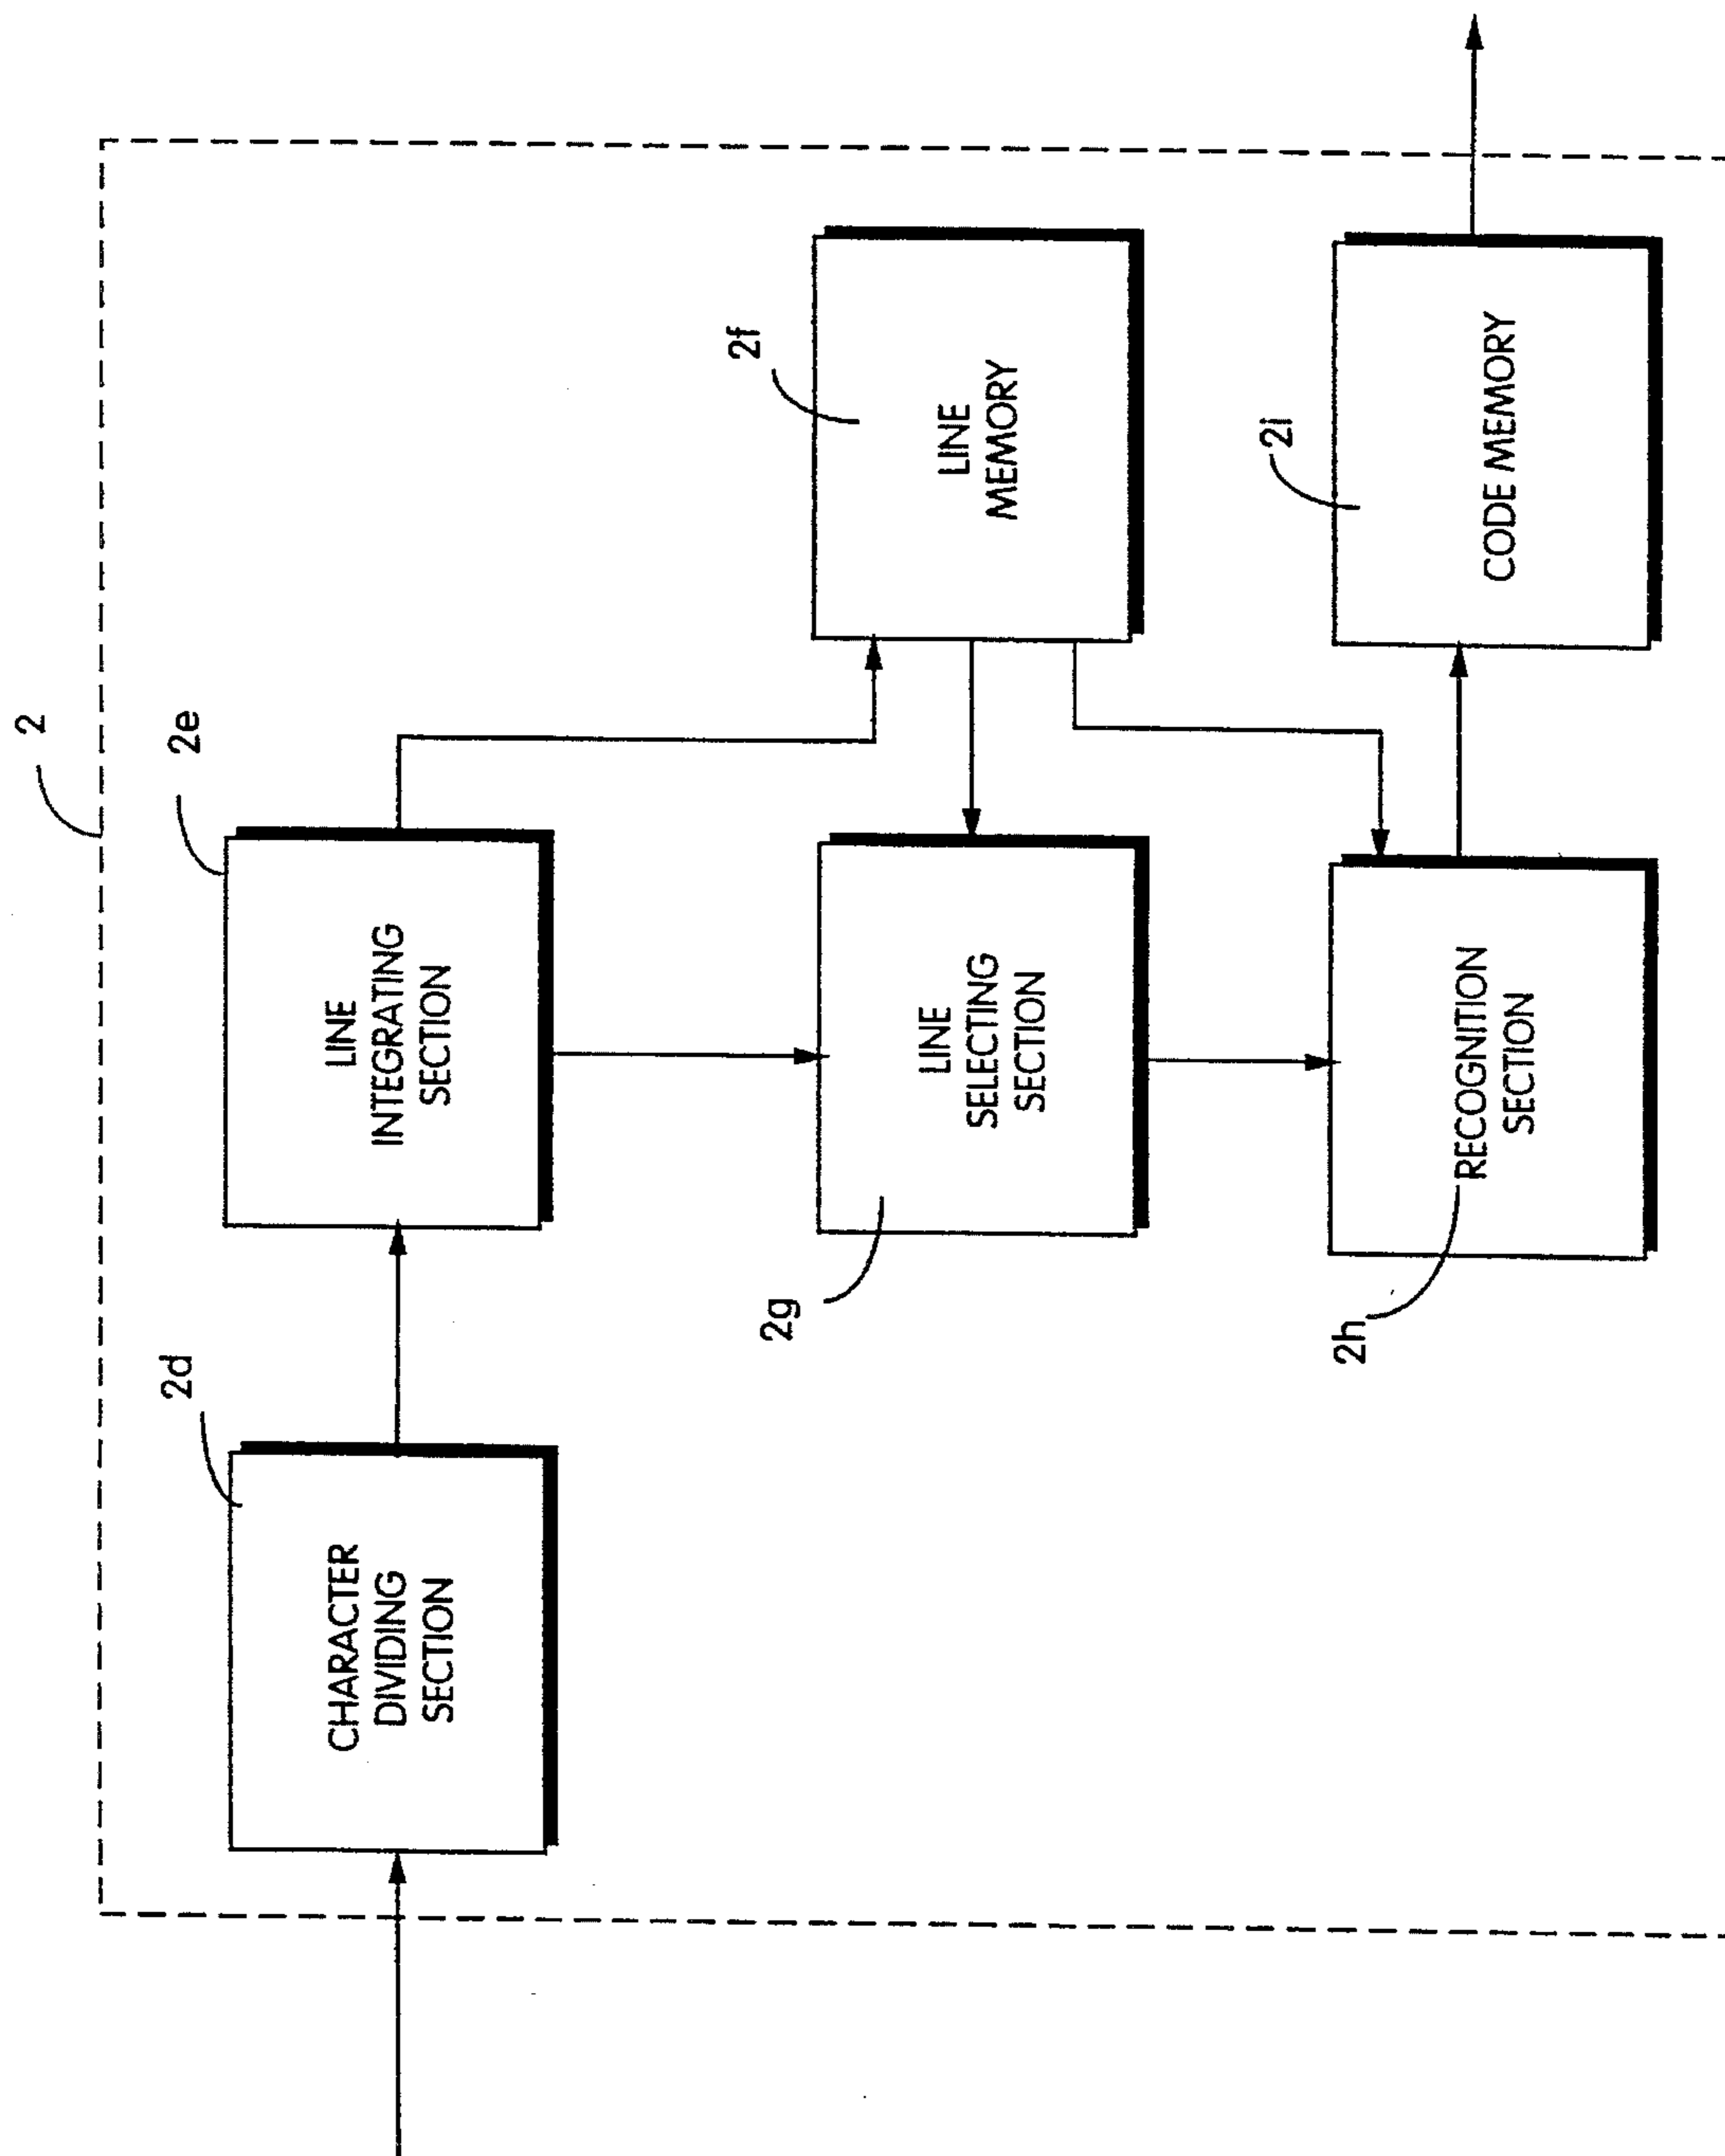 2
2d
CHARACTER
DIVIDING
SECTION
2e
LINE
INTEGRATING
SECTION
2f
LINE
MEMORY
2g
LINE
SELECTING
SECTION
2h
RECOGNITION
SECTION
2i
CODE MEMORY